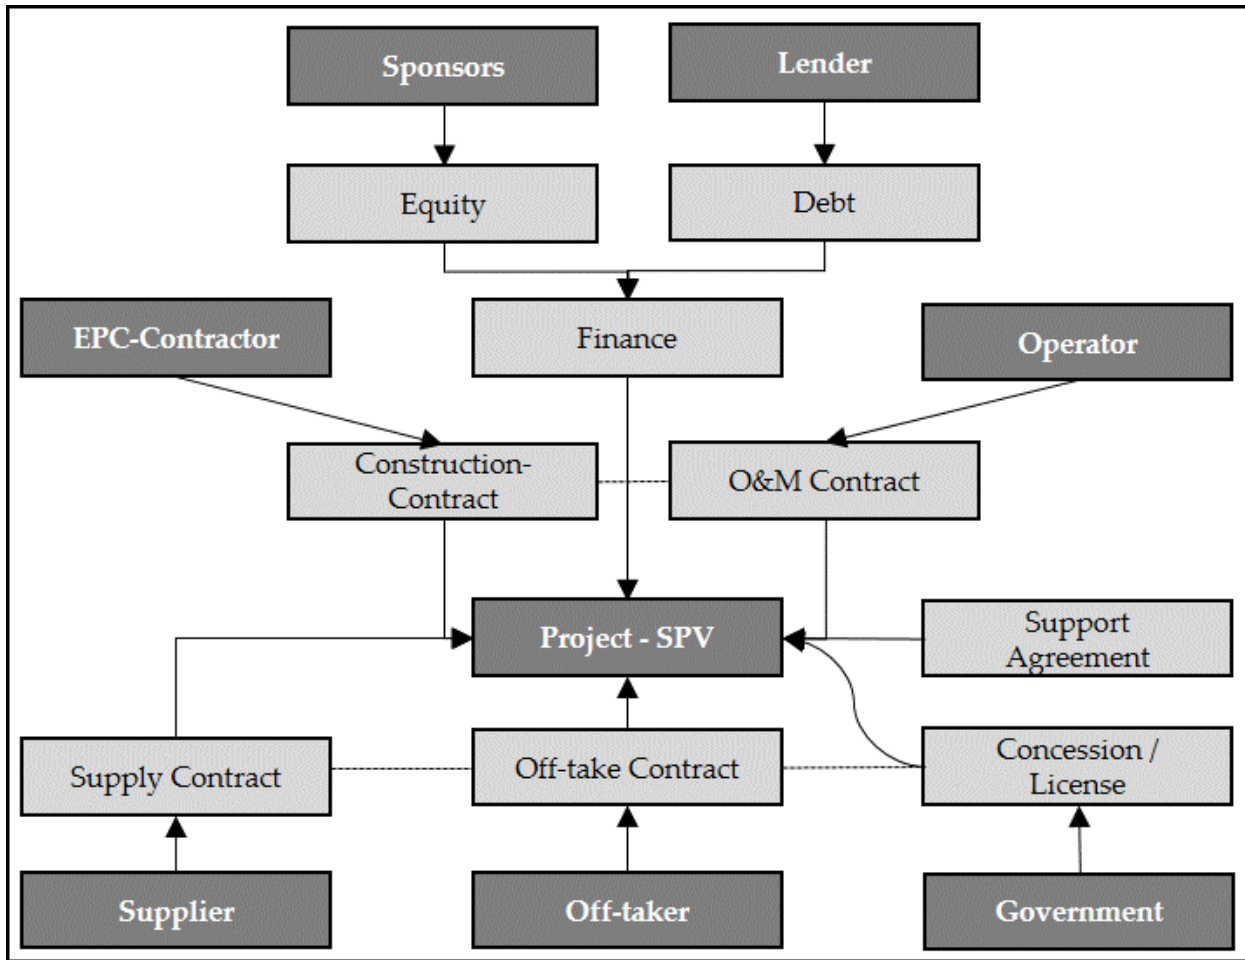 Sponsors
Lender
Equity
Debt
EPC-Contractor
Finance
Operator
Construction-
Contract
O&M Contract
Project - SPV
Support
Agreement
Supply Contract
Off-take Contract
Concession /
License
Supplier
Off-taker
Government